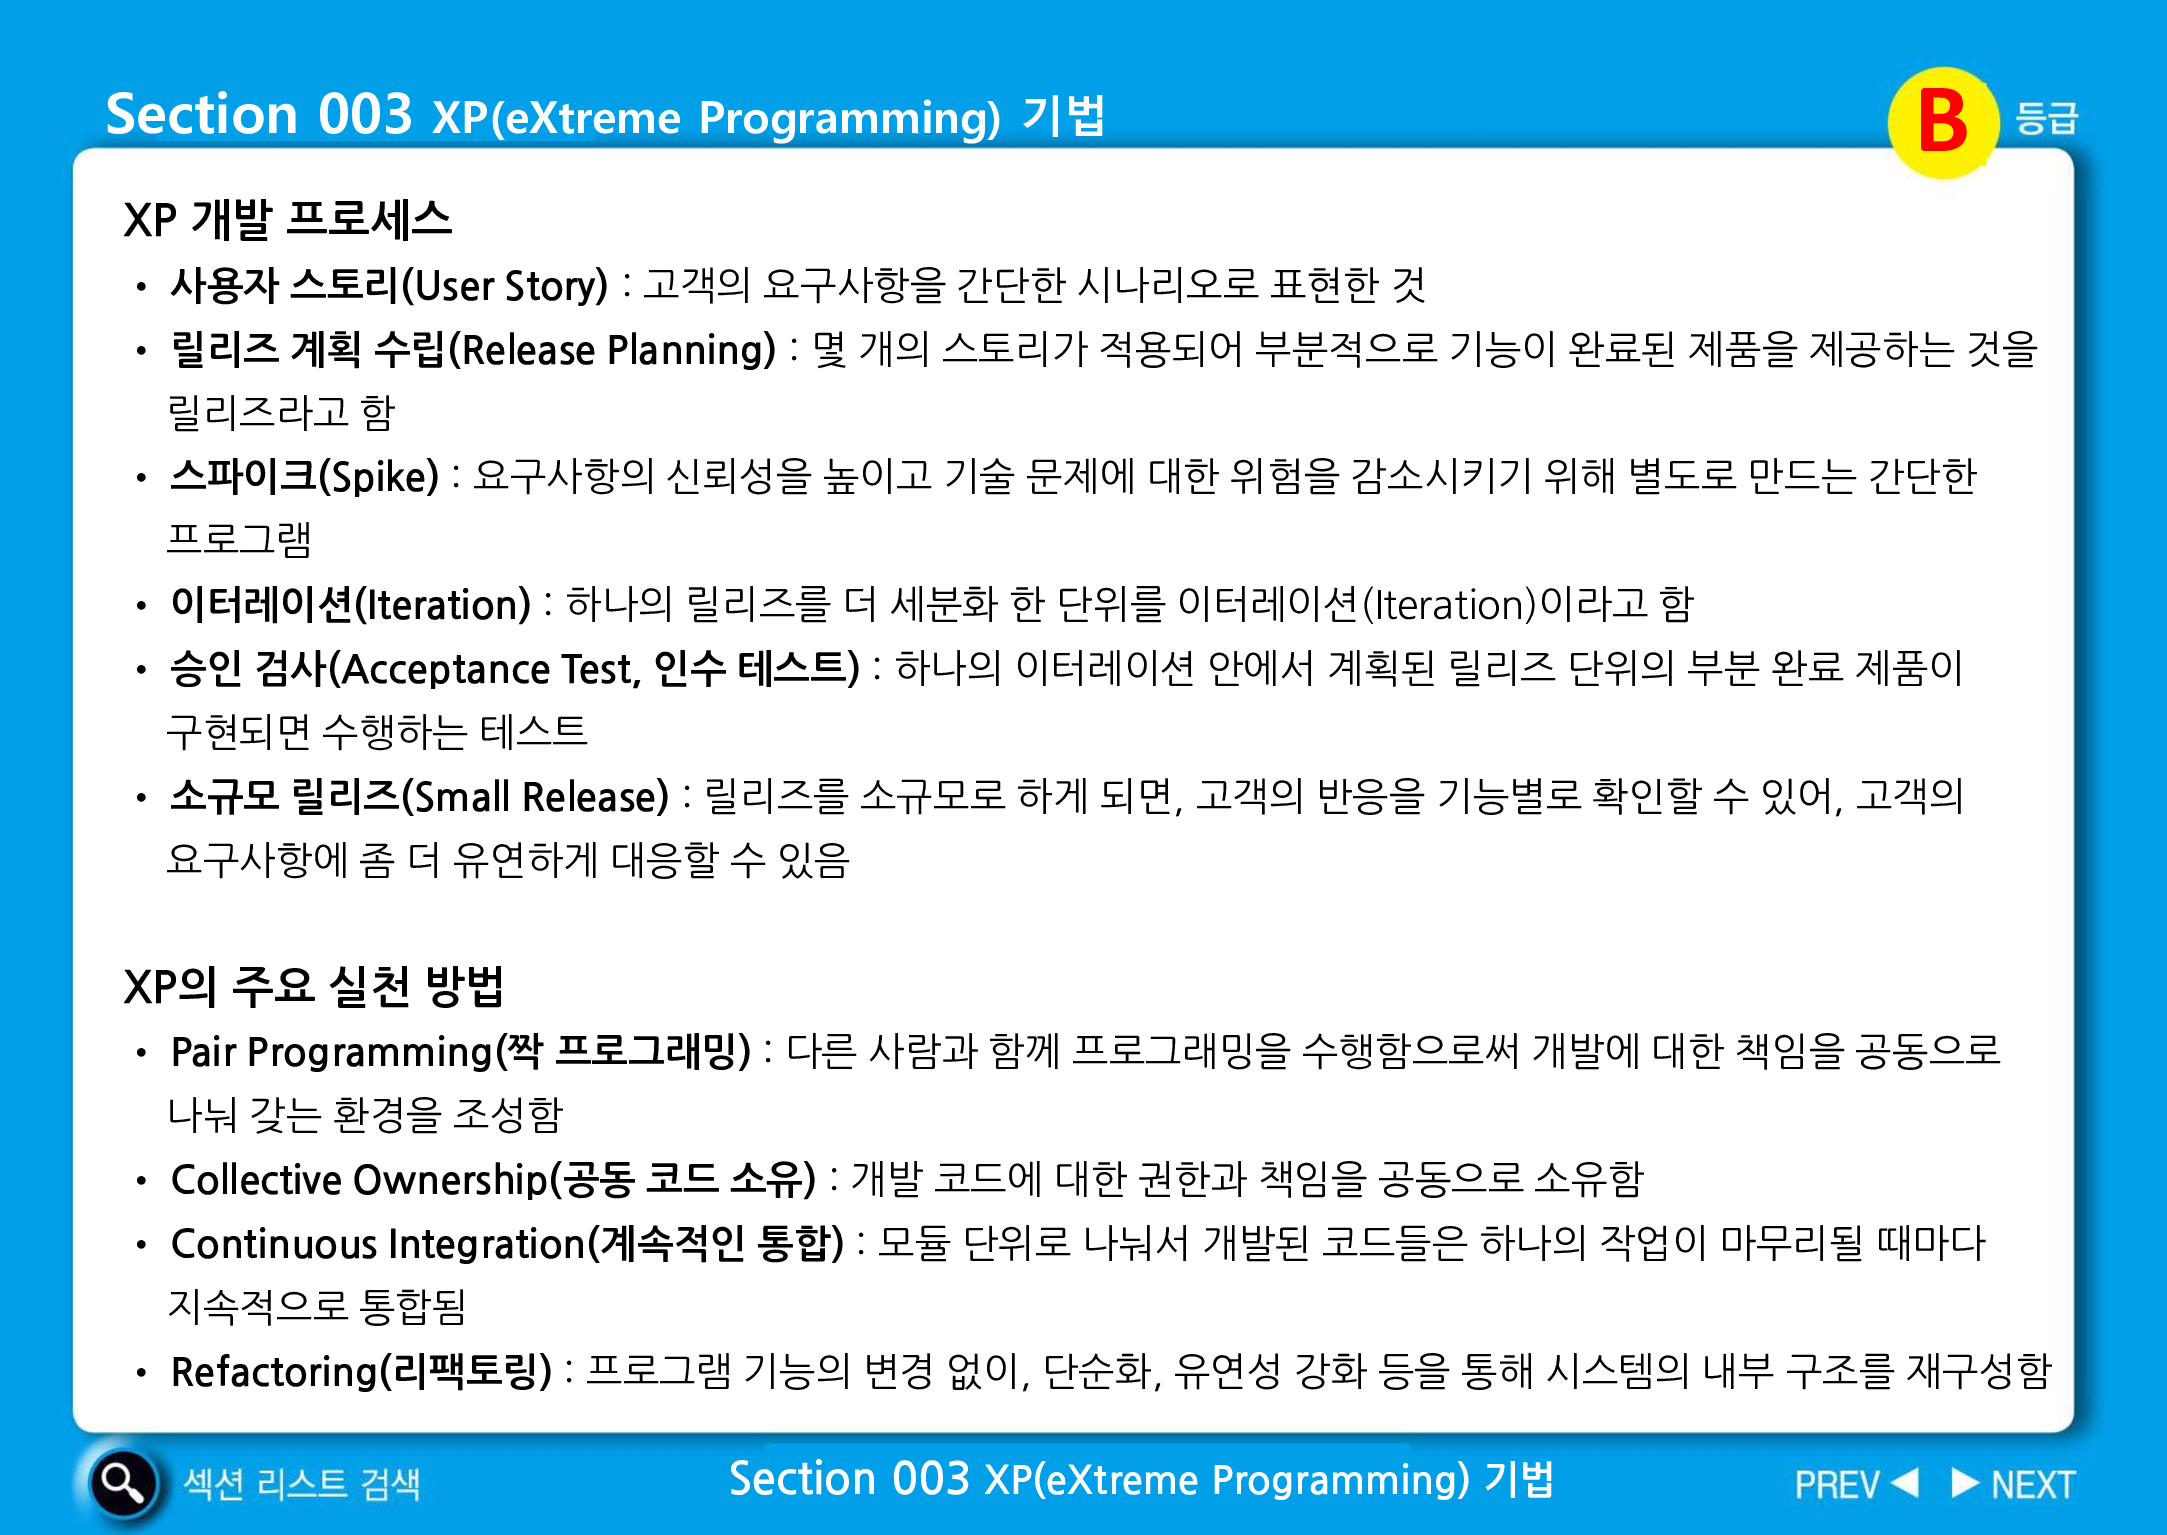 Section 003 XP(eXtreme Programming) 기법
B 등급
XP 개발 프로세스
• 사용자 스토리(User Story) : 고객의 요구사항을 간단한 시나리오로 표현한 것
• 릴리즈 계획 수립(Release Planning) : 몇 개의 스토리가 적용되어 부분적으로 기능이 완료된 제품을 제공하는 것을
릴리즈라고 함
• 스파이크(Spike) : 요구사항의 신뢰성을 높이고 기술 문제에 대한 위험을 감소시키기 위해 별도로 만드는 간단한
프로그램
• 이터레이션(Iteration) : 하나의 릴리즈를 더 세분화 한 단위를 이터레이션(Iteration)이라고 함
• 승인 검사(Acceptance Test, 인수 테스트) : 하나의 이터레이션 안에서 계획된 릴리즈 단위의 부분 완료 제품이
구현되면 수행하는 테스트
• 소규모 릴리즈(Small Release) : 릴리즈를 소규모로 하게 되면, 고객의 반응을 기능별로 확인할 수 있어, 고객의
요구사항에 좀 더 유연하게 대응할 수 있음
XP의 주요 실천 방법
• Pair Programming(짝 프로그래밍) : 다른 사람과 함께 프로그래밍을 수행함으로써 개발에 대한 책임을 공동으로
나눠 갖는 환경을 조성함
• Collective Ownership(공동 코드 소유) : 개발 코드에 대한 권한과 책임을 공동으로 소유함
• Continuous Integration(계속적인 통합) : 모듈 단위로 나눠서 개발된 코드들은 하나의 작업이 마무리될 때마다
지속적으로 통합됨
• Refactoring(리팩토링) : 프로그램 기능의 변경 없이, 단순화, 유연성 강화 등을 통해 시스템의 내부 구조를 재구성함
섹션 리스트 검색
Section 003 XP(eXtreme Programming) 기법
PREV ◀ ▶ NEXT